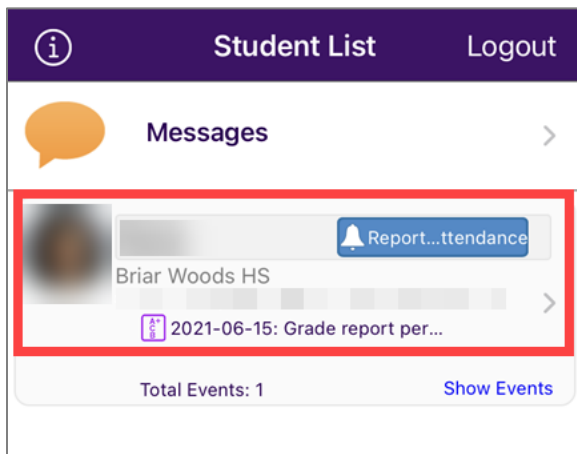 Student List Logout
Messages
Report...ttendance
Briar Woods HS
2021-06-15: Grade report per...
Total Events: 1 Show Events